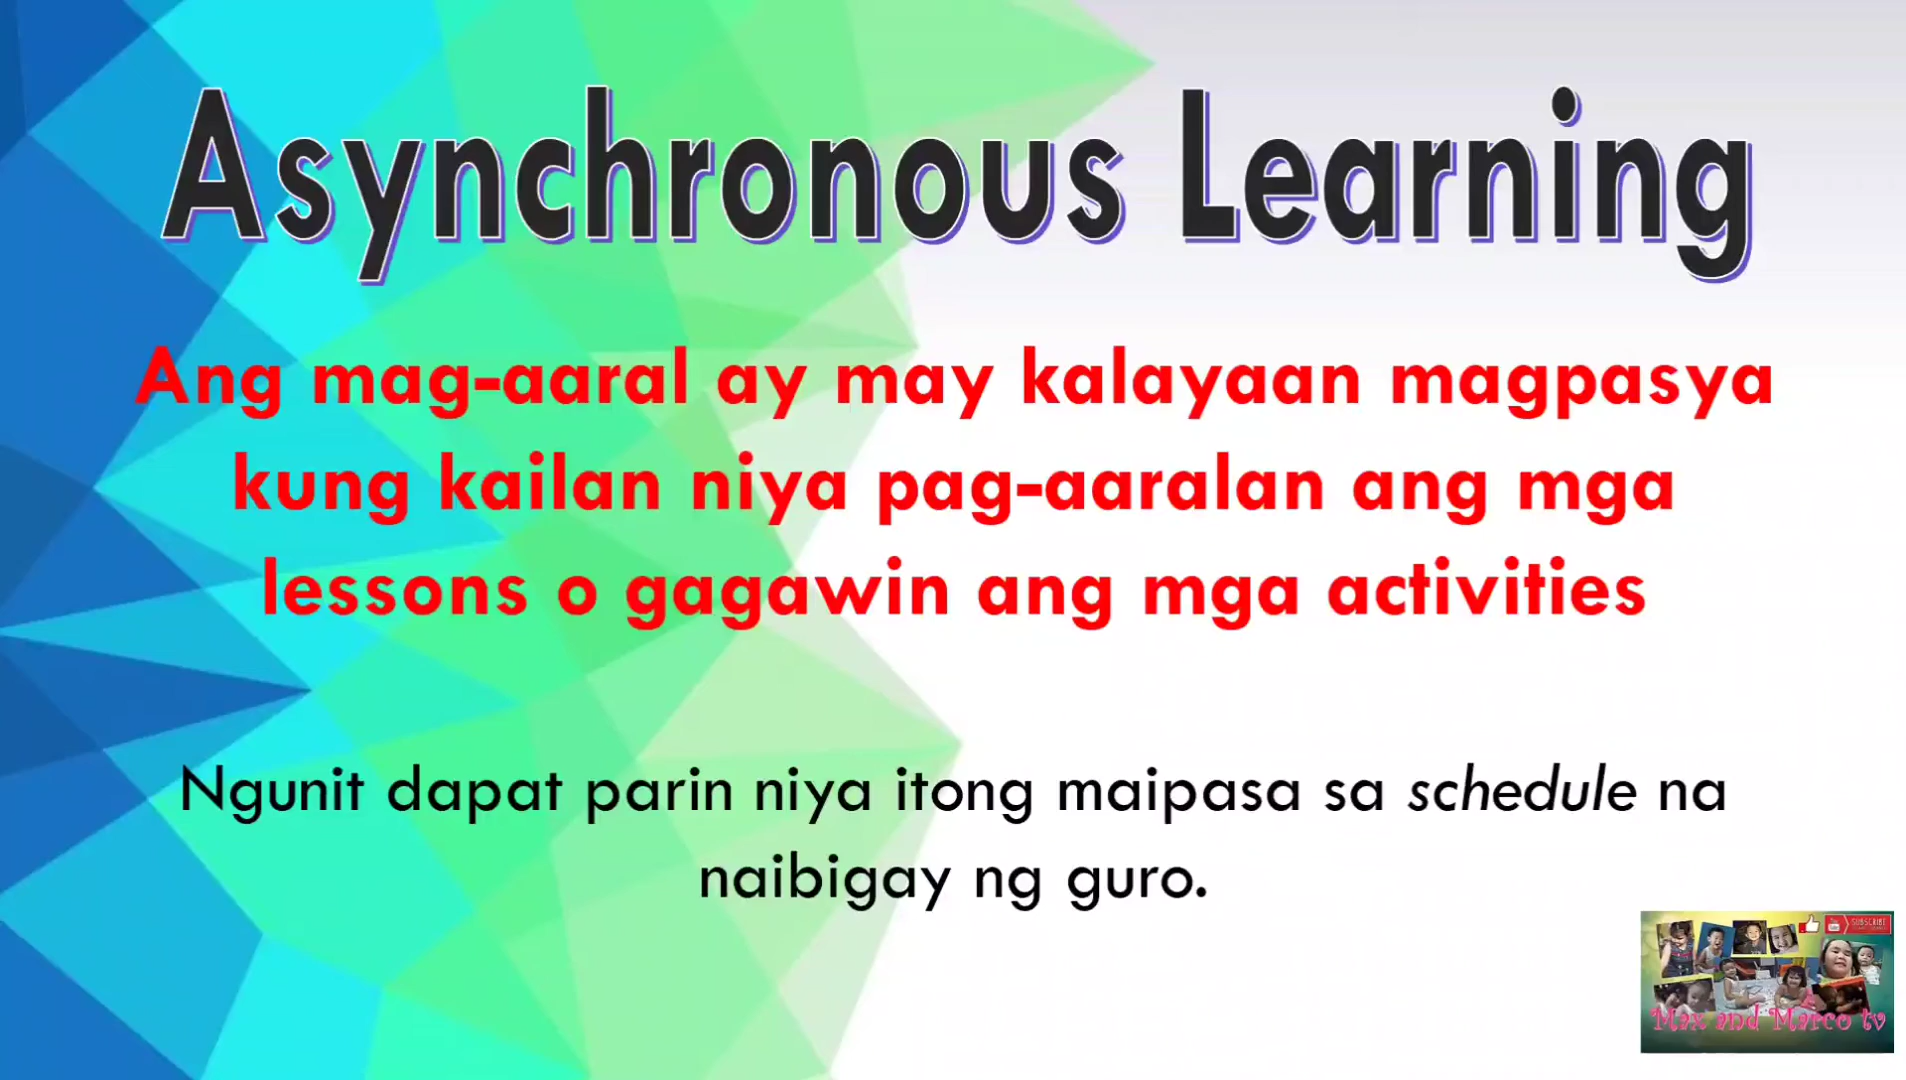 Asynchronous Learning
Ang mag-aaral ay may kalayaan magpasya
kung kailan niya pag-aaralan ang mga
lessons o gagawin ang mga activities
Ngunit dapat parin niya itong maipasa sa schedule na
naibigay ng guro.
SUBSCRIBE
Max and Marco tv